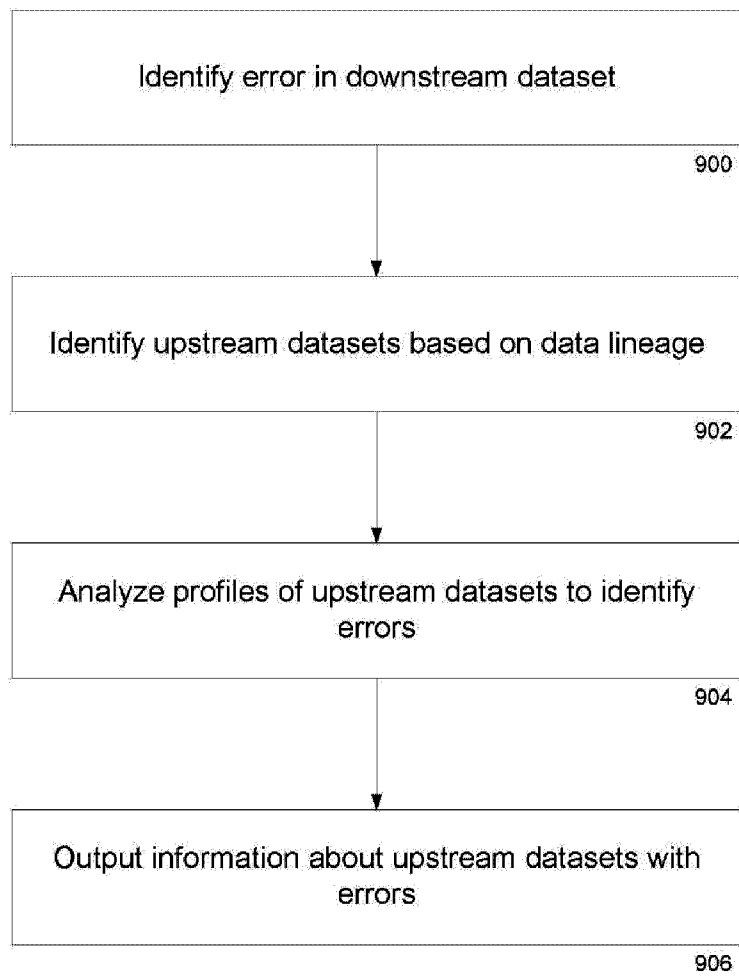 Identify error in downstream dataset
900
Identify upstream datasets based on data lineage
902
Analyze profiles of upstream datasets to identify
errors
904
Output information about upstream datasets with
errors
906